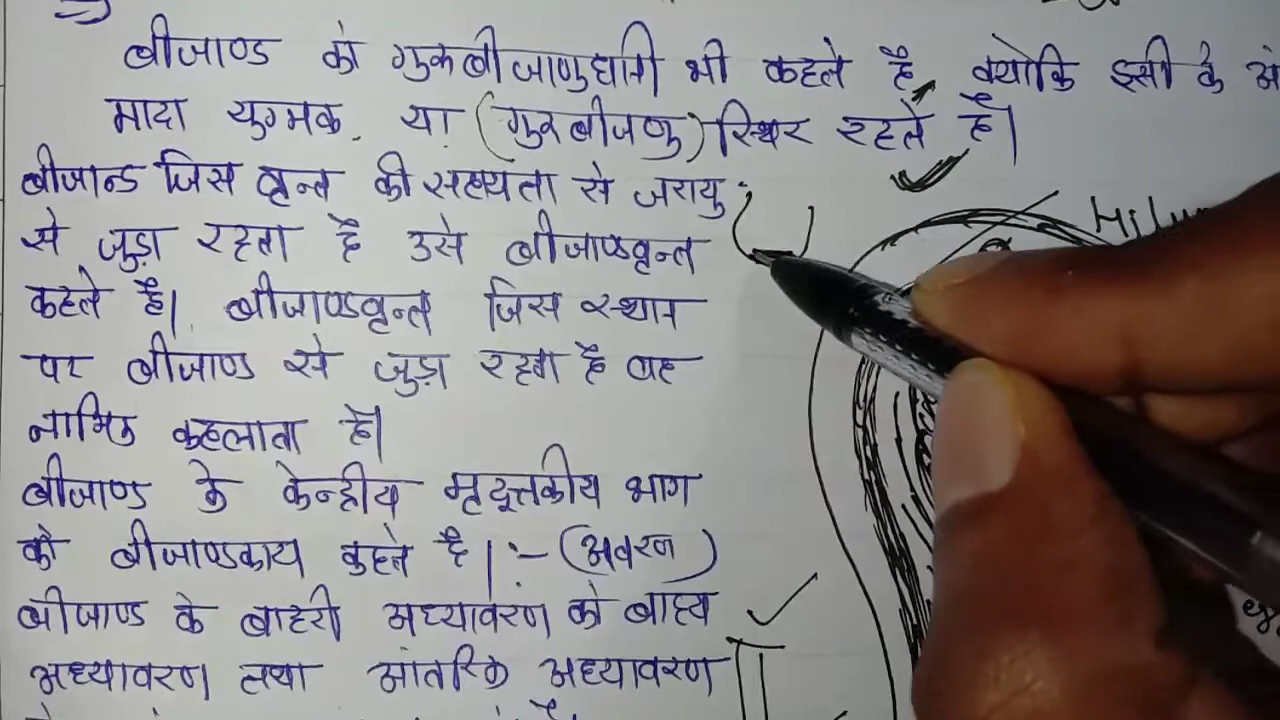 बीजाण्ड को गुरुबीजाणुधानी भी कहते है, क्योकि इसी के अं
मादा युग्मक. या (गुरुबीजाणु) स्थिर रहते है।
बीजान्ड जिस वृन्त की सहायता से जरायु
से जुड़ा रहता है उसे बीजाण्डवृन्त
कहते है। बीजाण्डवृन्त जिस स्थान
पर बीजाण्ड से जुड़ा रहता है वह
नाभिक कहलाता है।
बीजाण्ड के केन्द्रीय मृदूत्तकीय भाग
को बीजाण्डकाय कहते है। :- (अवरण)
बीजाण्ड के बाहरी अध्यावरण को बाह्य
अध्यावरण तथा आंतरिक अध्यावरण